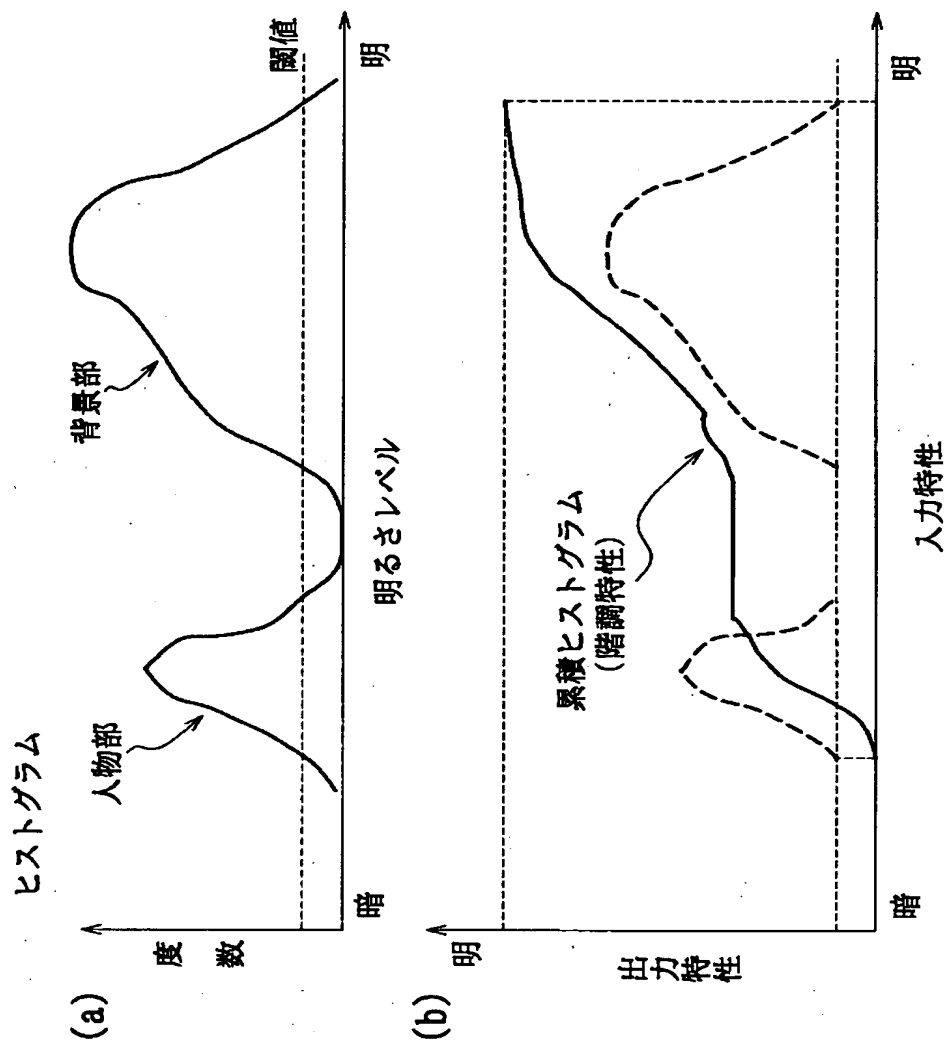 ヒストグラム
(a)
度数
人物部
背景部
閾値
暗
明るさレベル
明
(b)
明
出力特性
累積ヒストグラム
(階調特性)
暗
入力特性
明